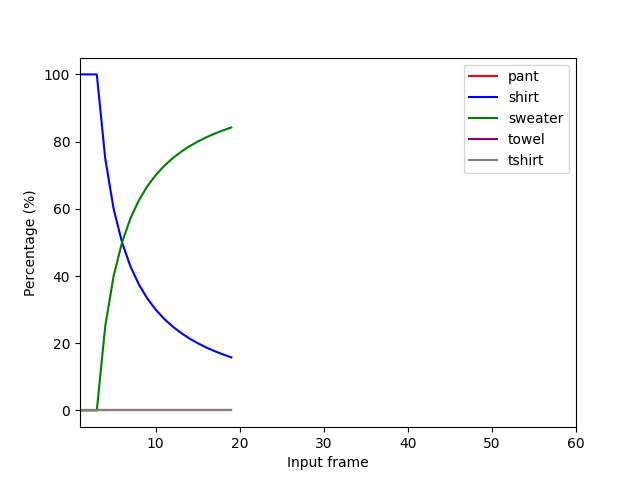 100
80
60
40
20
0
Percentage (%)
10 20 30 40 50 60
Input frame
pant
shirt
sweater
towel
tshirt